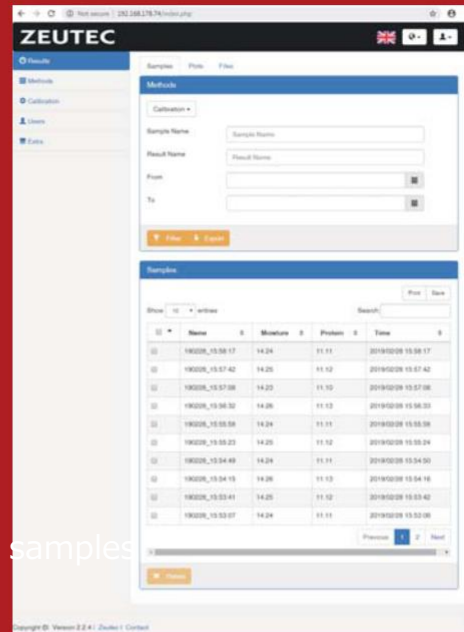 Not secure | 192.168.178.74/index.php
ZEUTEC
Results
Methods
Calibration
Users
Extra
Samples Plots Files
Methods
Calibration
Sample Name Sample Name
Result Name Result Name
From
To
Filter Export
Samples
Print Save
Show 10 entries Search:
Name Moisture Protein Time
190228_15:58:17 14.24 11.11 2019/02/28 15:58:17
190228_15:57:42 14.25 11.12 2019/02/28 15:57:42
190228_15:57:08 14.23 11.10 2019/02/28 15:57:08
190228_15:56:32 14.26 11.13 2019/02/28 15:56:33
190228_15:55:58 14.24 11.11 2019/02/28 15:55:58
190228_15:55:23 14.25 11.12 2019/02/28 15:55:24
190228_15:54:49 14.24 11.11 2019/02/28 15:54:50
190228_15:54:15 14.26 11.13 2019/02/28 15:54:16
190228_15:53:41 14.25 11.12 2019/02/28 15:53:42
190228_15:53:07 14.24 11.11 2019/02/28 15:53:08
Previous 1 2 Next
samples
Delete
Copyright ©. Version 2.2.4 | Zeutec | Contact